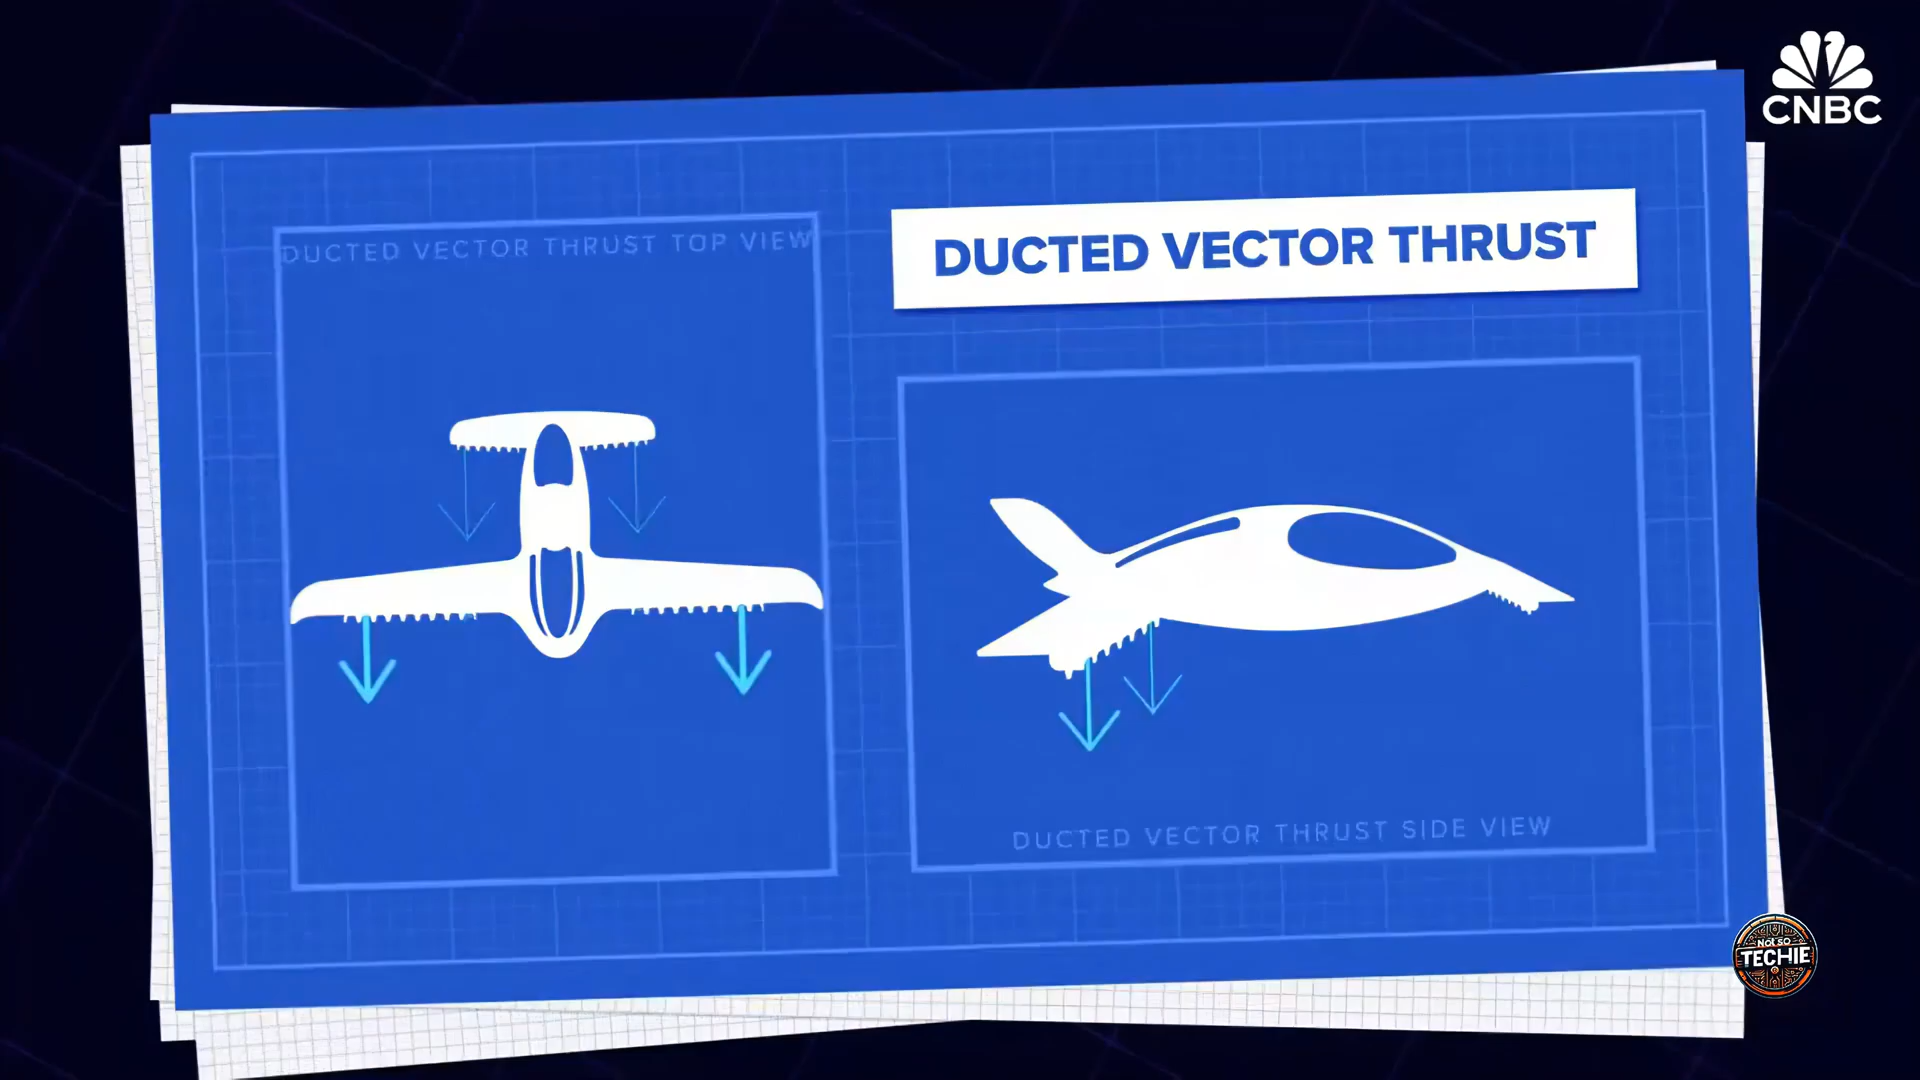 CNBC
DUCTED VECTOR THRUST TOP VIEW
DUCTED VECTOR THRUST
DUCTED VECTOR THRUST SIDE VIEW
Not so
TECHIE